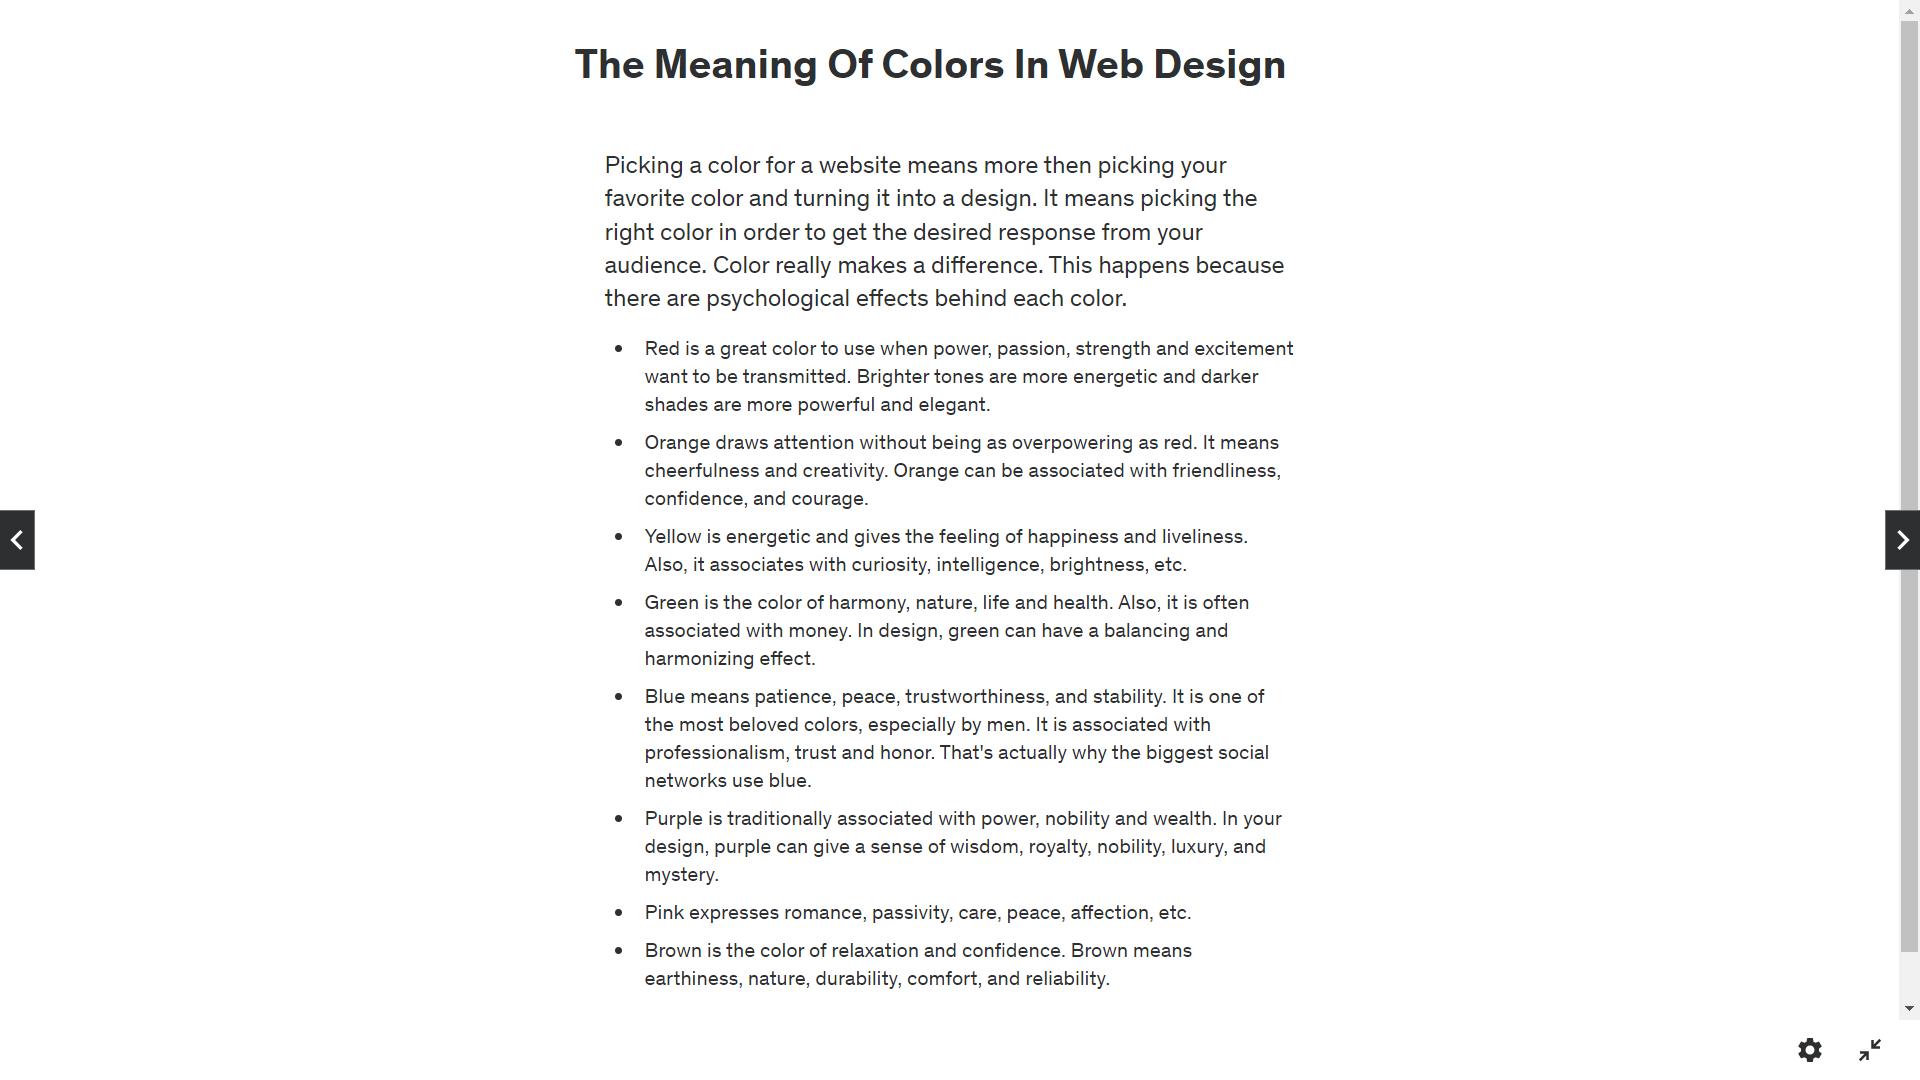 The Meaning Of Colors In Web Design
Picking a color for a website means more then picking your
favorite color and turning it into a design. It means picking the
right color in order to get the desired response from your
audience. Color really makes a difference. This happens because
there are psychological effects behind each color.
• Red is a great color to use when power, passion, strength and excitement
want to be transmitted. Brighter tones are more energetic and darker
shades are more powerful and elegant.
• Orange draws attention without being as overpowering as red. It means
cheerfulness and creativity. Orange can be associated with friendliness,
confidence, and courage.
• Yellow is energetic and gives the feeling of happiness and liveliness.
Also, it associates with curiosity, intelligence, brightness, etc.
• Green is the color of harmony, nature, life and health. Also, it is often
associated with money. In design, green can have a balancing and
harmonizing effect.
• Blue means patience, peace, trustworthiness, and stability. It is one of
the most beloved colors, especially by men. It is associated with
professionalism, trust and honor. That's actually why the biggest social
networks use blue.
• Purple is traditionally associated with power, nobility and wealth. In your
design, purple can give a sense of wisdom, royalty, nobility, luxury, and
mystery.
• Pink expresses romance, passivity, care, peace, affection, etc.
• Brown is the color of relaxation and confidence. Brown means
earthiness, nature, durability, comfort, and reliability.